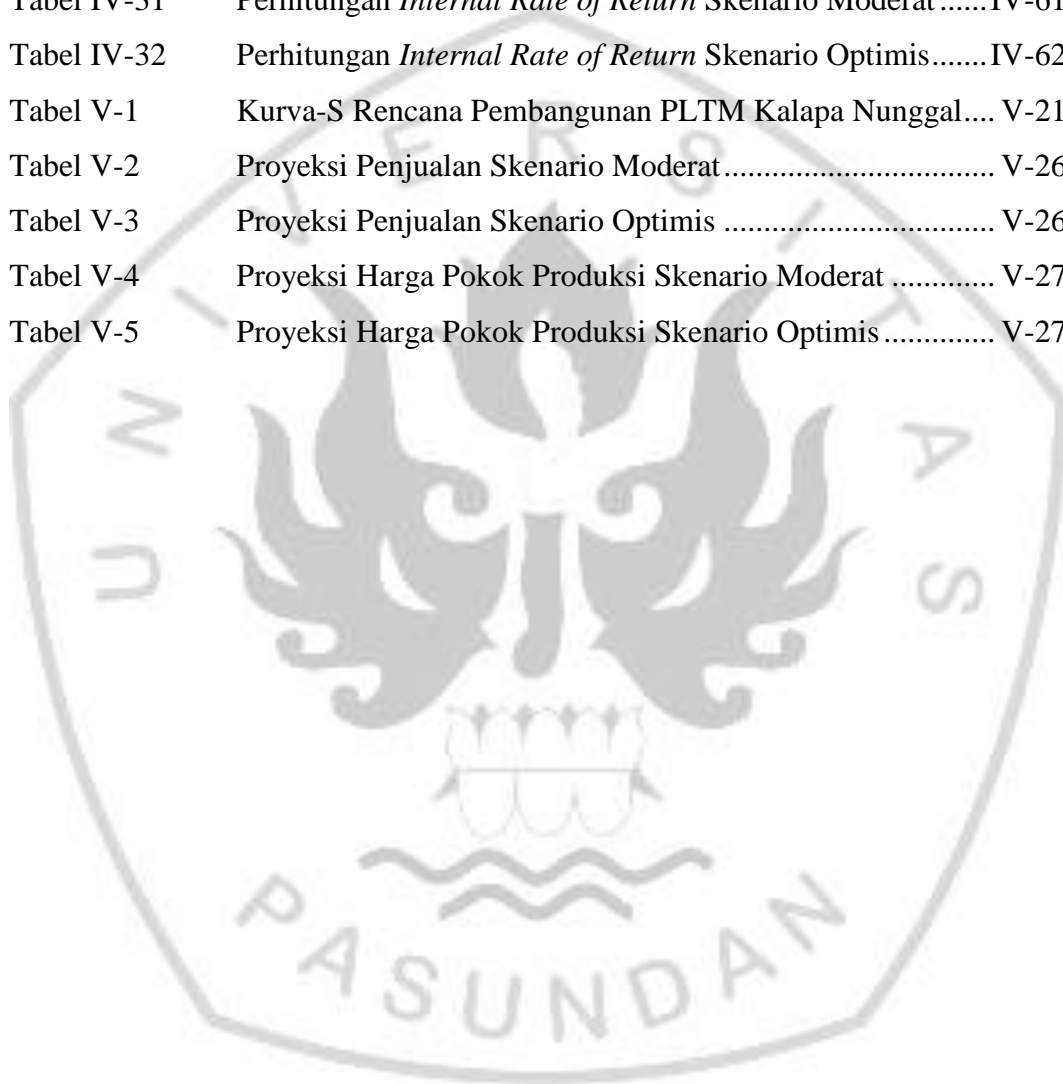 Tabel IV-31 Perhitungan Internal Rate of Return Skenario Moderat ......IV-61
Tabel IV-32 Perhitungan Internal Rate of Return Skenario Optimis.......IV-62
Tabel V-1 Kurva-S Rencana Pembangunan PLTM Kalapa Nunggal.... V-21
Tabel V-2 Proyeksi Penjualan Skenario Moderat.................................. V-26
Tabel V-3 Proyeksi Penjualan Skenario Optimis .................................. V-26
Tabel V-4 Proyeksi Harga Pokok Produksi Skenario Moderat ............. V-27
Tabel V-5 Proyeksi Harga Pokok Produksi Skenario Optimis.............. V-27
UNIVERSITAS
PASUNDAN